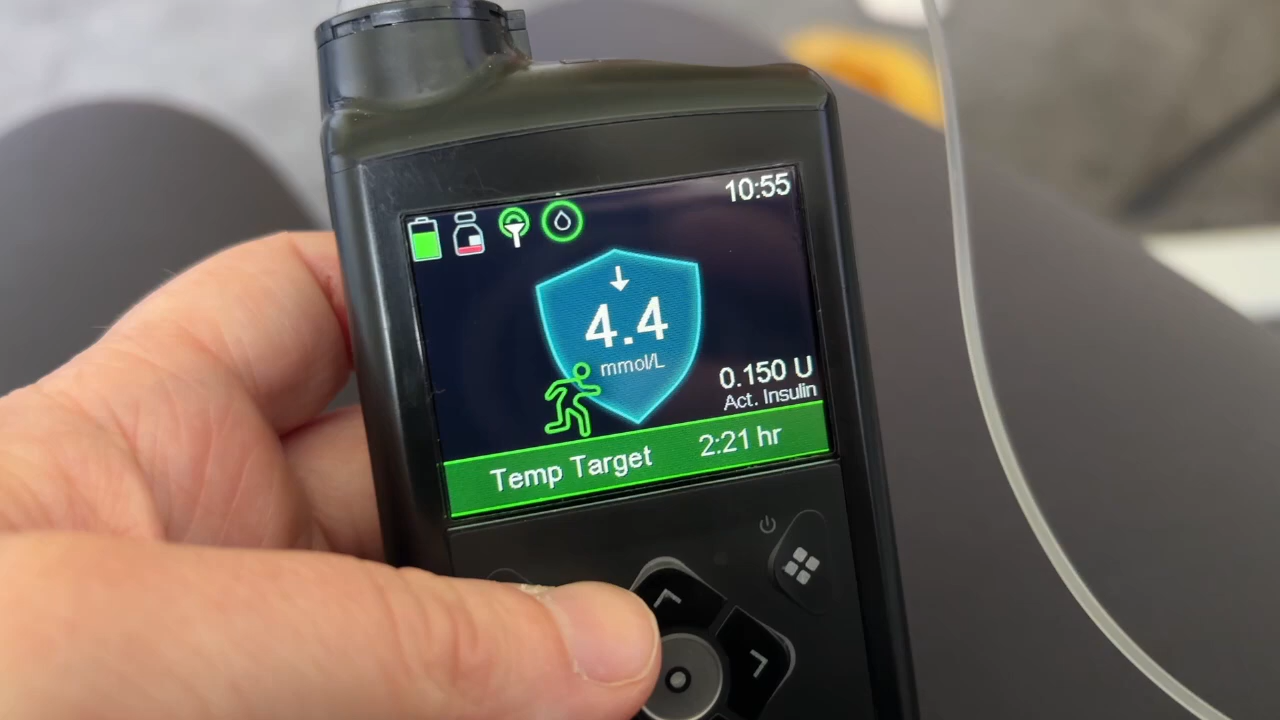 10:55
4.4
mmol/L
0.150 U
Act. Insulin
Temp Target 2:21 hr